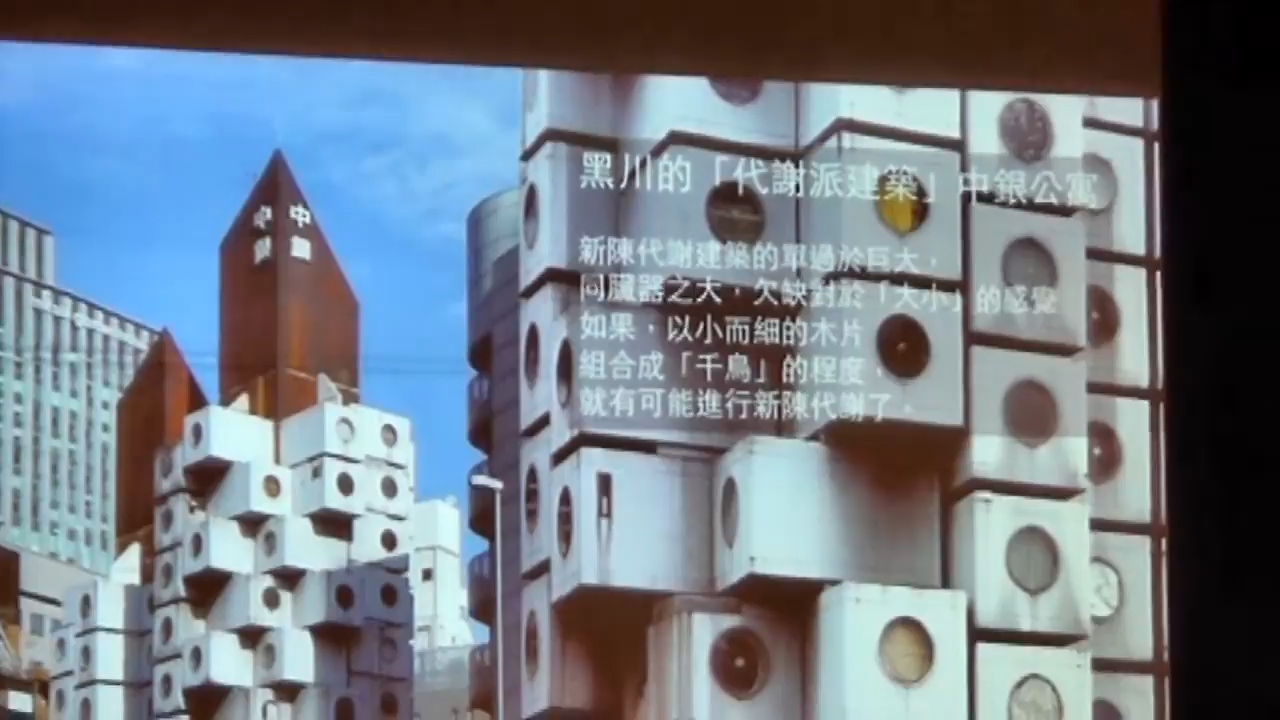 中銀
中銀
黑川的「代謝派建築」中銀公寓
新陳代謝建築的單過於巨大，
同臟器之大，欠缺對於「大小」的感覺
如果，以小而細的木片
組合成「千鳥」的程度，
就有可能進行新陳代謝了。